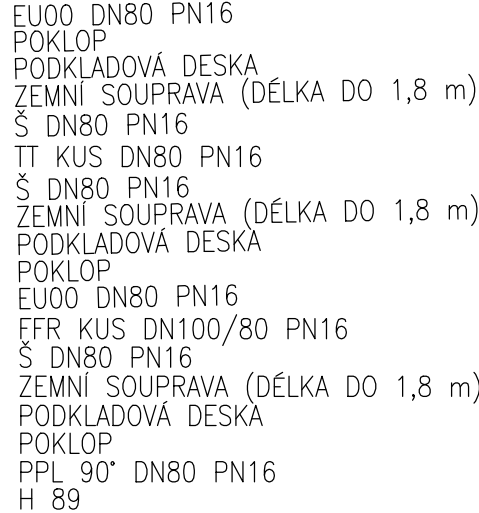 EU00 DN80 PN16
POKLOP
PODKLADOVÁ DESKA
ZEMNÍ SOUPRAVA (DÉLKA DO 1,8 m)
Š DN80 PN16
TT KUS DN80 PN16
Š DN80 PN16
ZEMNÍ SOUPRAVA (DÉLKA DO 1,8 m)
PODKLADOVÁ DESKA
POKLOP
EU00 DN80 PN16
FFR KUS DN100/80 PN16
Š DN80 PN16
ZEMNÍ SOUPRAVA (DÉLKA DO 1,8 m)
PODKLADOVÁ DESKA
POKLOP
PPL 90° DN80 PN16
H 89